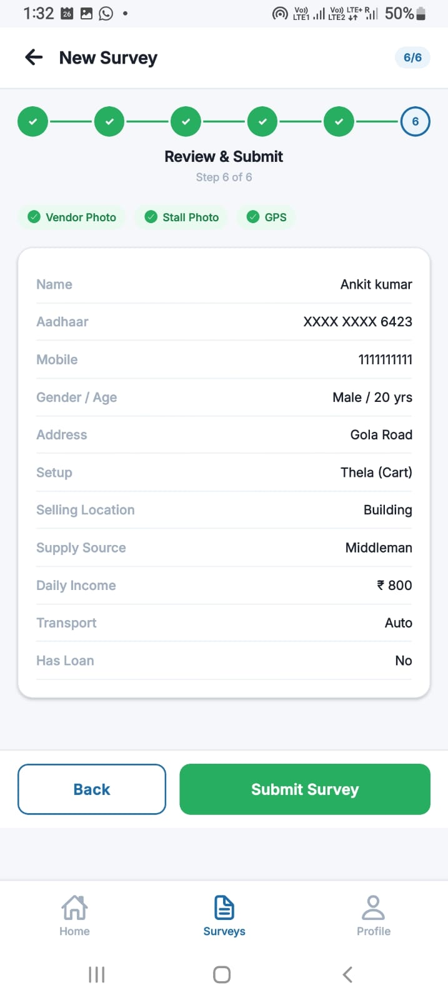 1:32 26 Vo)) LTE1 Vo)) LTE2 LTE+ R 50%
New Survey 6/6
6
Review & Submit
Step 6 of 6
Vendor Photo Stall Photo GPS
Name Ankit kumar
Aadhaar XXXX XXXX 6423
Mobile 1111111111
Gender / Age Male / 20 yrs
Address Gola Road
Setup Thela (Cart)
Selling Location Building
Supply Source Middleman
Daily Income ₹ 800
Transport Auto
Has Loan No
Back Submit Survey
Home Surveys Profile